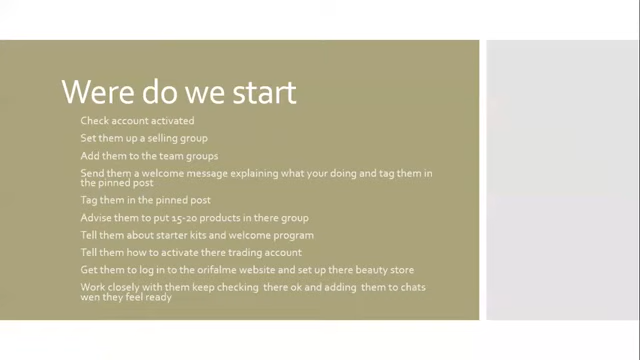 Were do we start
Check account activated
Set them up a selling group
Add them to the team groups
Send them a welcome message explaining what your doing and tag them in
the pinned post
Tag them in the pinned post
Advise them to put 15-20 products in there group
Tell them about starter kits and welcome program
Tell them how to activate there trading account
Get them to log in to the orifalme website and set up there beauty store
Work closely with them keep checking there ok and adding them to chats
wen they feel ready